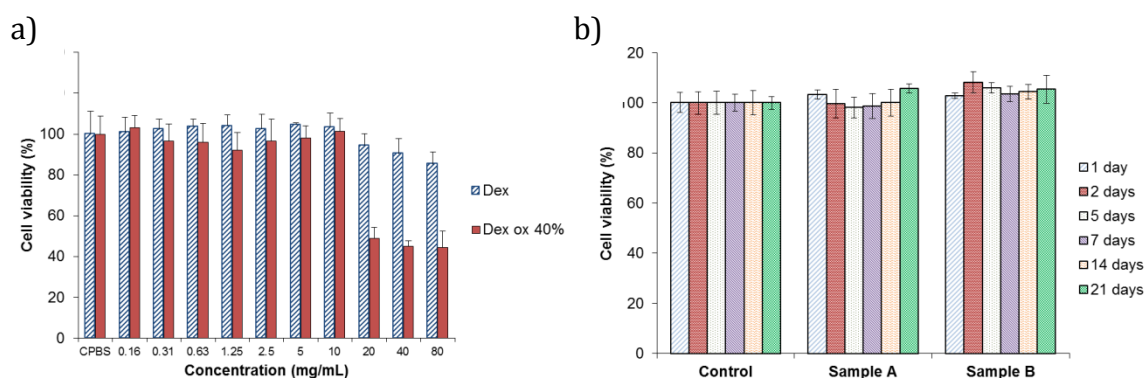 a)
100
80
60
40
20
0
Cell viability (%)
CPBS 0.16 0.31 0.63 1.25 2.5 5 10 20 40 80
Concentration (mg/mL)
Dex
Dex ox 40%
b)
20
100
80
60
40
20
0
Cell viability (%)
Control Sample A Sample B
1 day
2 days
5 days
7 days
14 days
21 days